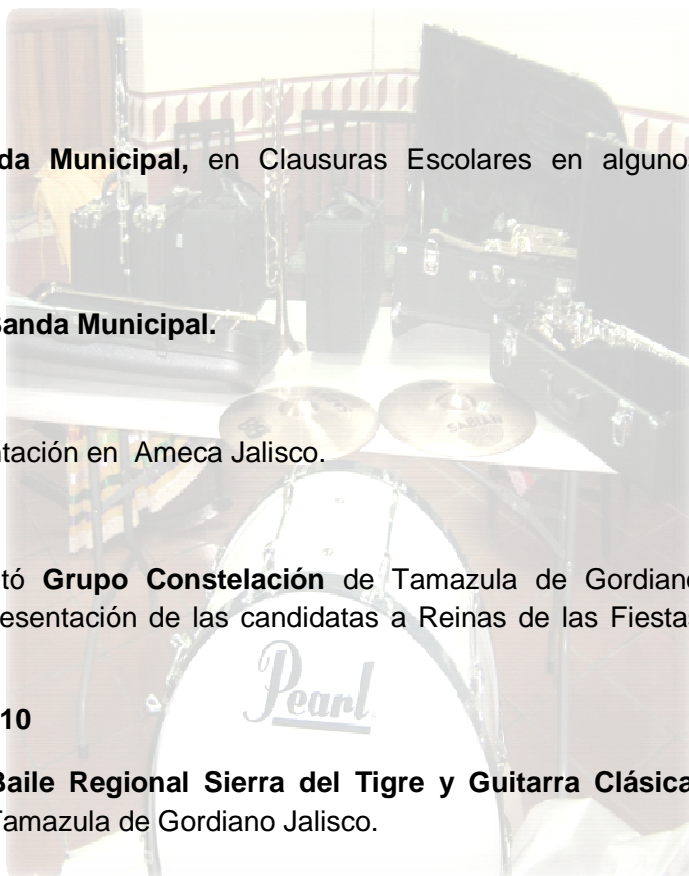 da Municipal, en Clausuras Escolares en algunos
Banda Municipal.
ntación en Ameca Jalisco.
tó Grupo Constelación de Tamazula de Gordiano
esentación de las candidatas a Reinas de las Fiestas
Pearl
10
Baile Regional Sierra del Tigre y Guitarra Clásica
Tamazula de Gordiano Jalisco.